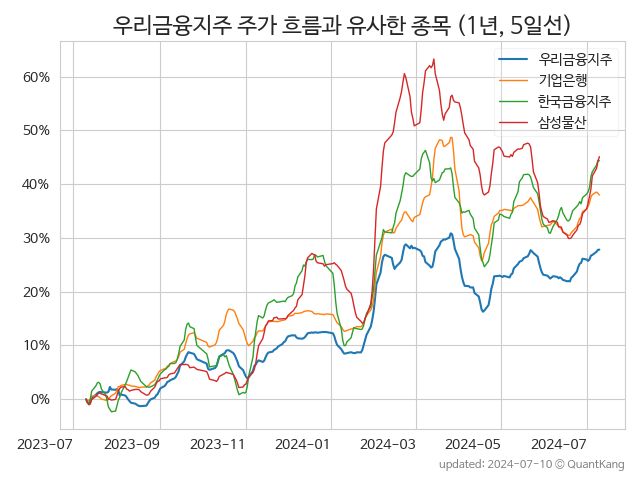 우리금융지주 주가 흐름과 유사한 종목 (1년, 5일선)
우리금융지주
기업은행
한국금융지주
삼성물산
60%
50%
40%
30%
20%
10%
0%
2023-07 2023-09 2023-11 2024-01 2024-03 2024-05 2024-07
updated: 2024-07-10 © QuantKang